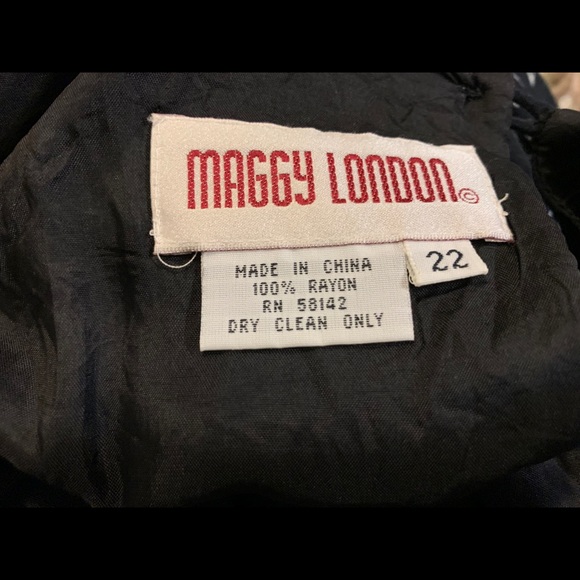 MAGGY LONDON©
MADE IN CHINA
100% RAYON
RN 58142
DRY CLEAN ONLY
22